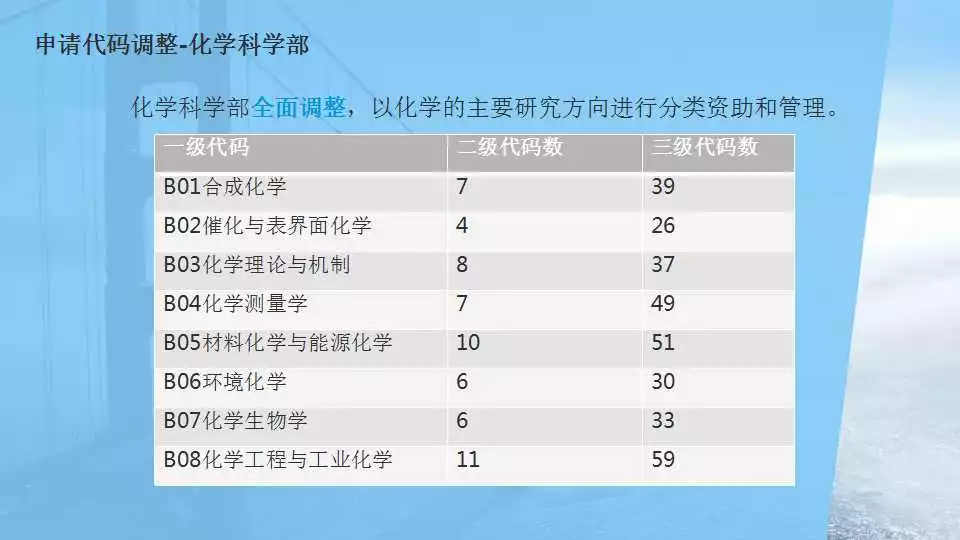 申请代码调整-化学科学部
化学科学部全面调整，以化学的主要研究方向进行分类资助和管理。
一级代码 二级代码数 三级代码数
B01合成化学 7 39
B02催化与表界面化学 4 26
B03化学理论与机制 8 37
B04化学测量学 7 49
B05材料化学与能源化学 10 51
B06环境化学 6 30
B07化学生物学 6 33
B08化学工程与工业化学 11 59